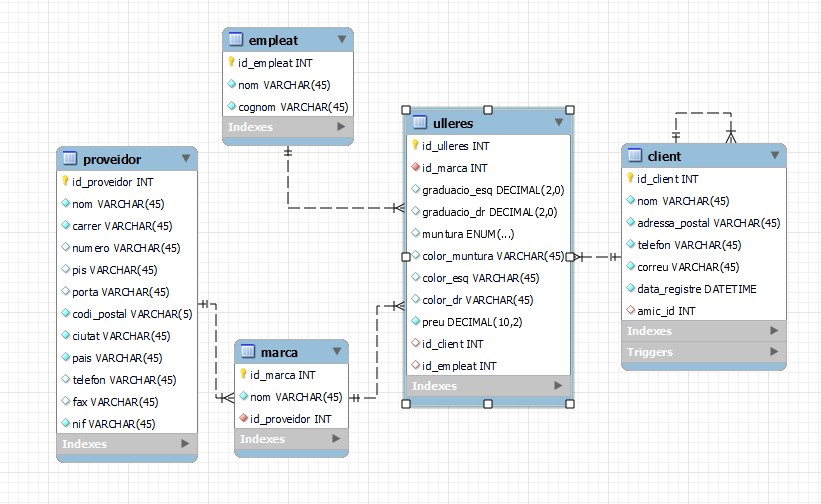 empleat
id_empleat INT
nom VARCHAR(45)
cognom VARCHAR(45)
Indexes
proveidor
id_proveidor INT
nom VARCHAR(45)
carrer VARCHAR(45)
numero VARCHAR(45)
pis VARCHAR(45)
porta VARCHAR(45)
codi_postal VARCHAR(5)
ciutat VARCHAR(45)
pais VARCHAR(45)
telefon VARCHAR(45)
fax VARCHAR(45)
nif VARCHAR(45)
Indexes
marca
id_marca INT
nom VARCHAR(45)
id_proveidor INT
Indexes
ulleres
id_ulleres INT
id_marca INT
graduacio_esq DECIMAL(2,0)
graduacio_dr DECIMAL(2,0)
muntura ENUM(...)
color_muntura VARCHAR(45)
color_esq VARCHAR(45)
color_dr VARCHAR(45)
preu DECIMAL(10,2)
id_client INT
id_empleat INT
Indexes
client
id_client INT
nom VARCHAR(45)
adressa_postal VARCHAR(45)
telefon VARCHAR(45)
correu VARCHAR(45)
data_registre DATETIME
amic_id INT
Indexes
Triggers